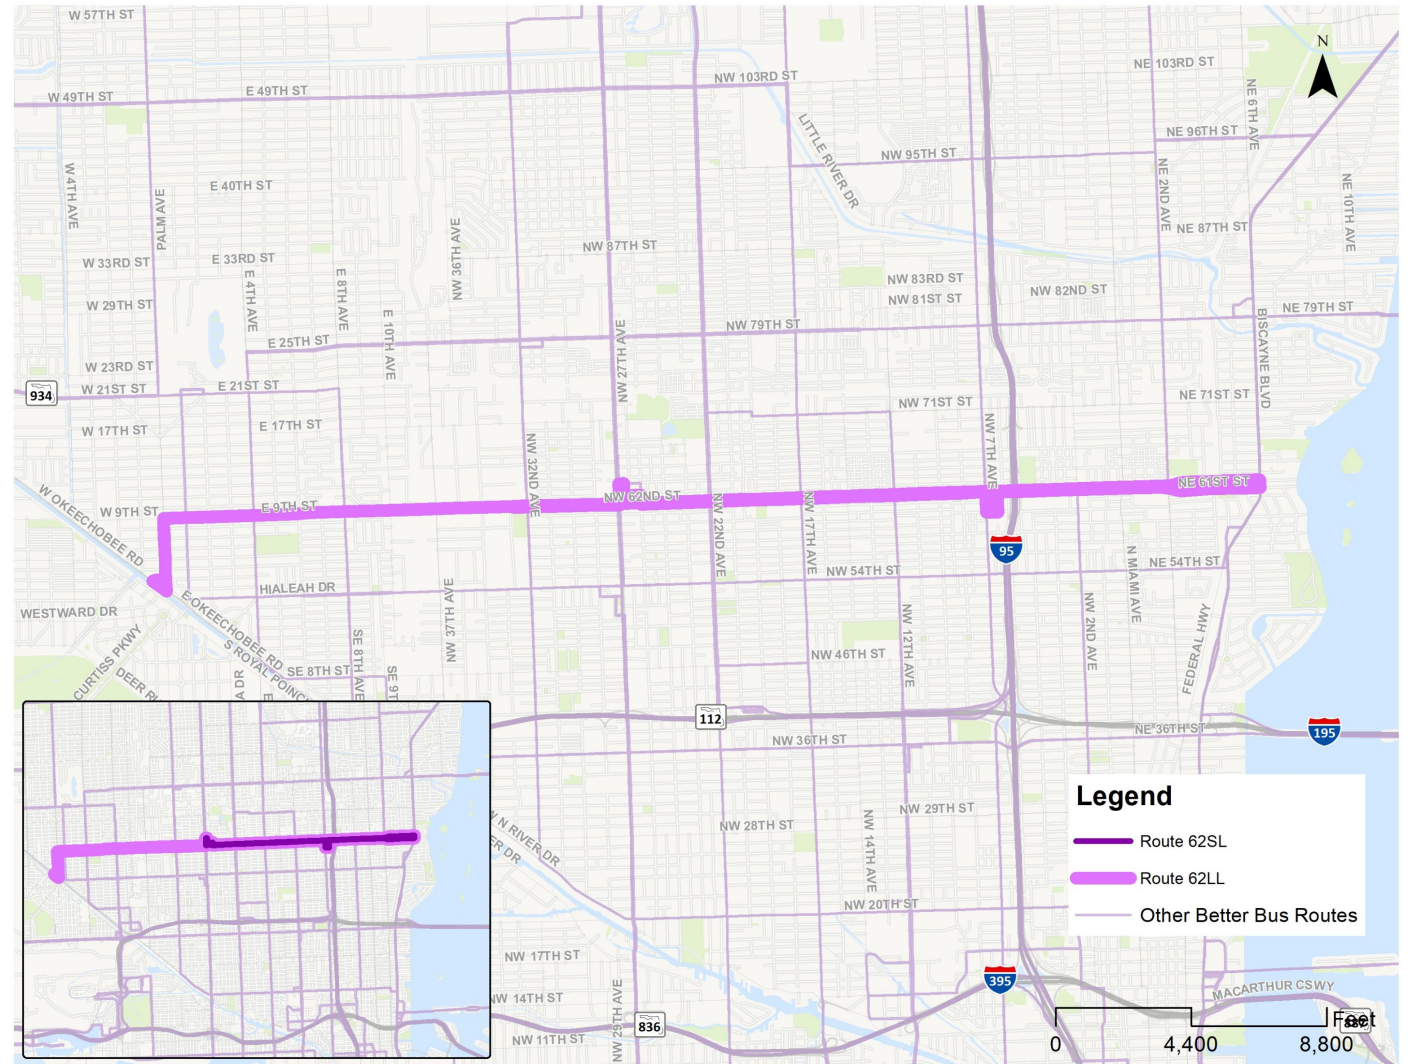 W 57TH ST
N
NW 103RD ST
NE 103RD ST
W 49TH ST
E 49TH ST
NE 6TH AVE
LITTLE RIVER DR
NE 96TH ST
NW 95TH ST
W 4TH AVE
PALM AVE
E 40TH ST
NE 2ND AVE
NE 10TH AVE
NW 36TH AVE
NE 87TH ST
NW 87TH ST
W 33RD ST
E 33RD ST
E 4TH AVE
E 8TH AVE
NW 83RD ST
NW 82ND ST
W 29TH ST
NW 81ST ST
NE 79TH ST
E 10TH AVE
NW 79TH ST
BISCAYNE BLVD
E 25TH ST
NW 27TH AVE
W 23RD ST
934
W 21ST ST
E 21ST ST
NE 71ST ST
NW 71ST ST
W 17TH ST
E 17TH ST
NW 7TH AVE
NW 32ND AVE
NE 61ST ST
W OKEECHOBEE RD
W 9TH ST
E 9TH ST
NW 62ND ST
NW 22ND AVE
NW 17TH AVE
95
N MIAMI AVE
NE 54TH ST
NW 54TH ST
HIALEAH DR
WESTWARD DR
E OKEECHOBEE RD
NW 37TH AVE
NW 12TH AVE
NW 2ND AVE
FEDERAL HWY
CURTISS PKWY
S ROYAL POINC
SE 8TH AVE
NW 46TH ST
DEER RU
A DR
E
SE 8TH ST
SE 9T
112
NE 36TH ST
195
NW 36TH ST
Legend
NW 29TH ST
NW 28TH ST
NW 14TH AVE
W N RIVER DR
ER DR
Route 62SL
Route 62LL
NW 20TH ST
Other Better Bus Routes
NW 17TH ST
395
NW 14TH ST
MACARTHUR CSWY
NW 29TH AVE
836
NW 11TH ST
Feet
0
4,400
8,800